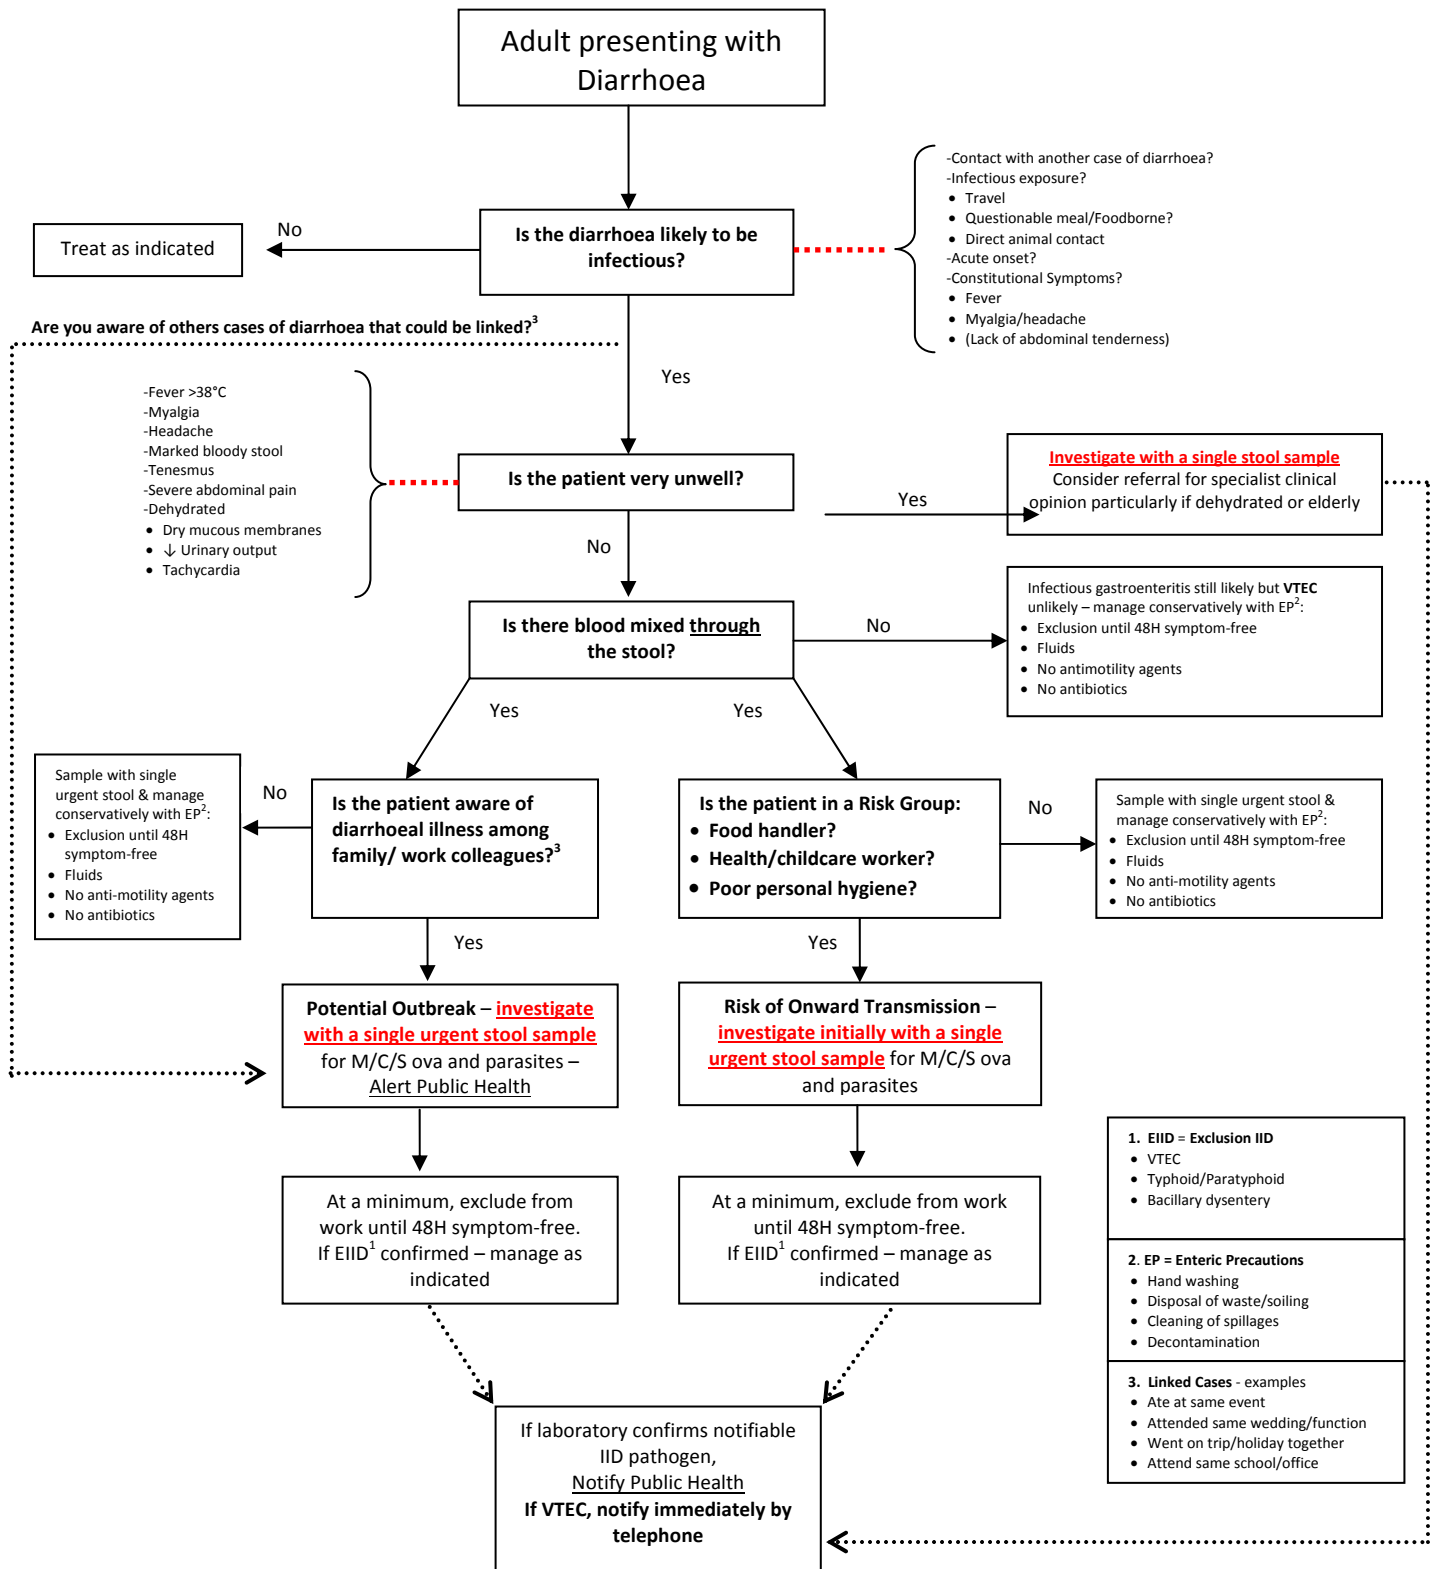 Adult presenting with
Diarrhoea
-Contact with another case of diarrhoea?
-Infectious exposure?
• Travel
• Questionable meal/Foodborne?
• Direct animal contact
-Acute onset?
-Constitutional Symptoms?
• Fever
• Myalgia/headache
• (Lack of abdominal tenderness)
Is the diarrhoea likely to be
infectious?
No
Treat as indicated
Are you aware of others cases of diarrhoea that could be linked?3
Yes
-Fever >38°C
-Myalgia
-Headache
-Marked bloody stool
-Tenesmus
-Severe abdominal pain
-Dehydrated
• Dry mucous membranes
• ↓ Urinary output
• Tachycardia
Is the patient very unwell?
Yes
Investigate with a single stool sample
Consider referral for specialist clinical
opinion particularly if dehydrated or elderly
No
Is there blood mixed through
the stool?
No
Infectious gastroenteritis still likely but VTEC
unlikely – manage conservatively with EP2:
• Exclusion until 48H symptom-free
• Fluids
• No antimotility agents
• No antibiotics
Yes
Yes
Sample with single
urgent stool & manage
conservatively with EP2:
• Exclusion until 48H
symptom-free
• Fluids
• No anti-motility agents
• No antibiotics
No
Is the patient aware of
diarrhoeal illness among
family/ work colleagues?3
Is the patient in a Risk Group:
• Food handler?
• Health/childcare worker?
• Poor personal hygiene?
No
Sample with single urgent stool &
manage conservatively with EP2:
• Exclusion until 48H symptom-free
• Fluids
• No anti-motility agents
• No antibiotics
Yes
Yes
Potential Outbreak – investigate
with a single urgent stool sample
for M/C/S ova and parasites –
Alert Public Health
Risk of Onward Transmission –
investigate initially with a single
urgent stool sample for M/C/S ova
and parasites
At a minimum, exclude from
work until 48H symptom-free.
If EIID1 confirmed – manage as
indicated
At a minimum, exclude from work
until 48H symptom-free.
If EIID1 confirmed – manage as
indicated
1. EIID = Exclusion IID
• VTEC
• Typhoid/Paratyphoid
• Bacillary dysentery
2. EP = Enteric Precautions
• Hand washing
• Disposal of waste/soiling
• Cleaning of spillages
• Decontamination
3. Linked Cases - examples
• Ate at same event
• Attended same wedding/function
• Went on trip/holiday together
• Attend same school/office
If laboratory confirms notifiable
IID pathogen,
Notify Public Health
If VTEC, notify immediately by
telephone